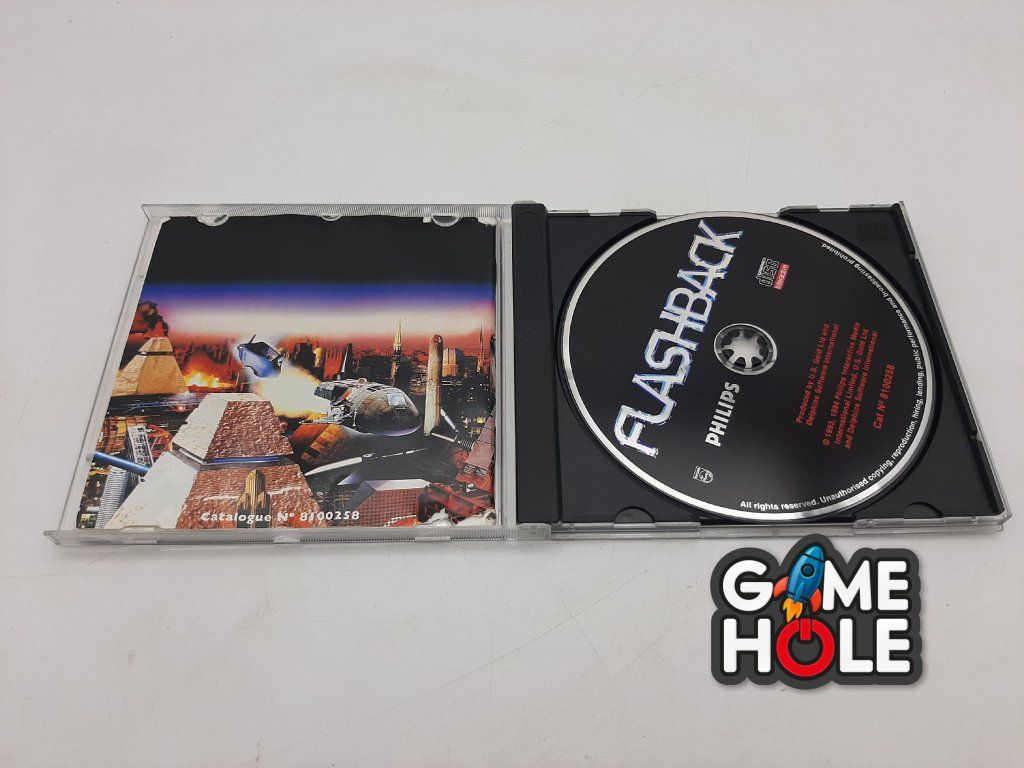 Catalogue Nº 8100258
FLASHBACK
PHILIPS
Produced by U.S. Gold Ltd and
Delphine Software International
© 1993, 1994 Philips Interactive Media
International Limited, U.S. Gold Ltd
and Delphine Software International
Cat Nº 8100258
All rights reserved. Unauthorised copying, reproduction, hiring, lending, public performance and broadcasting prohibited.
GAME
HOLE